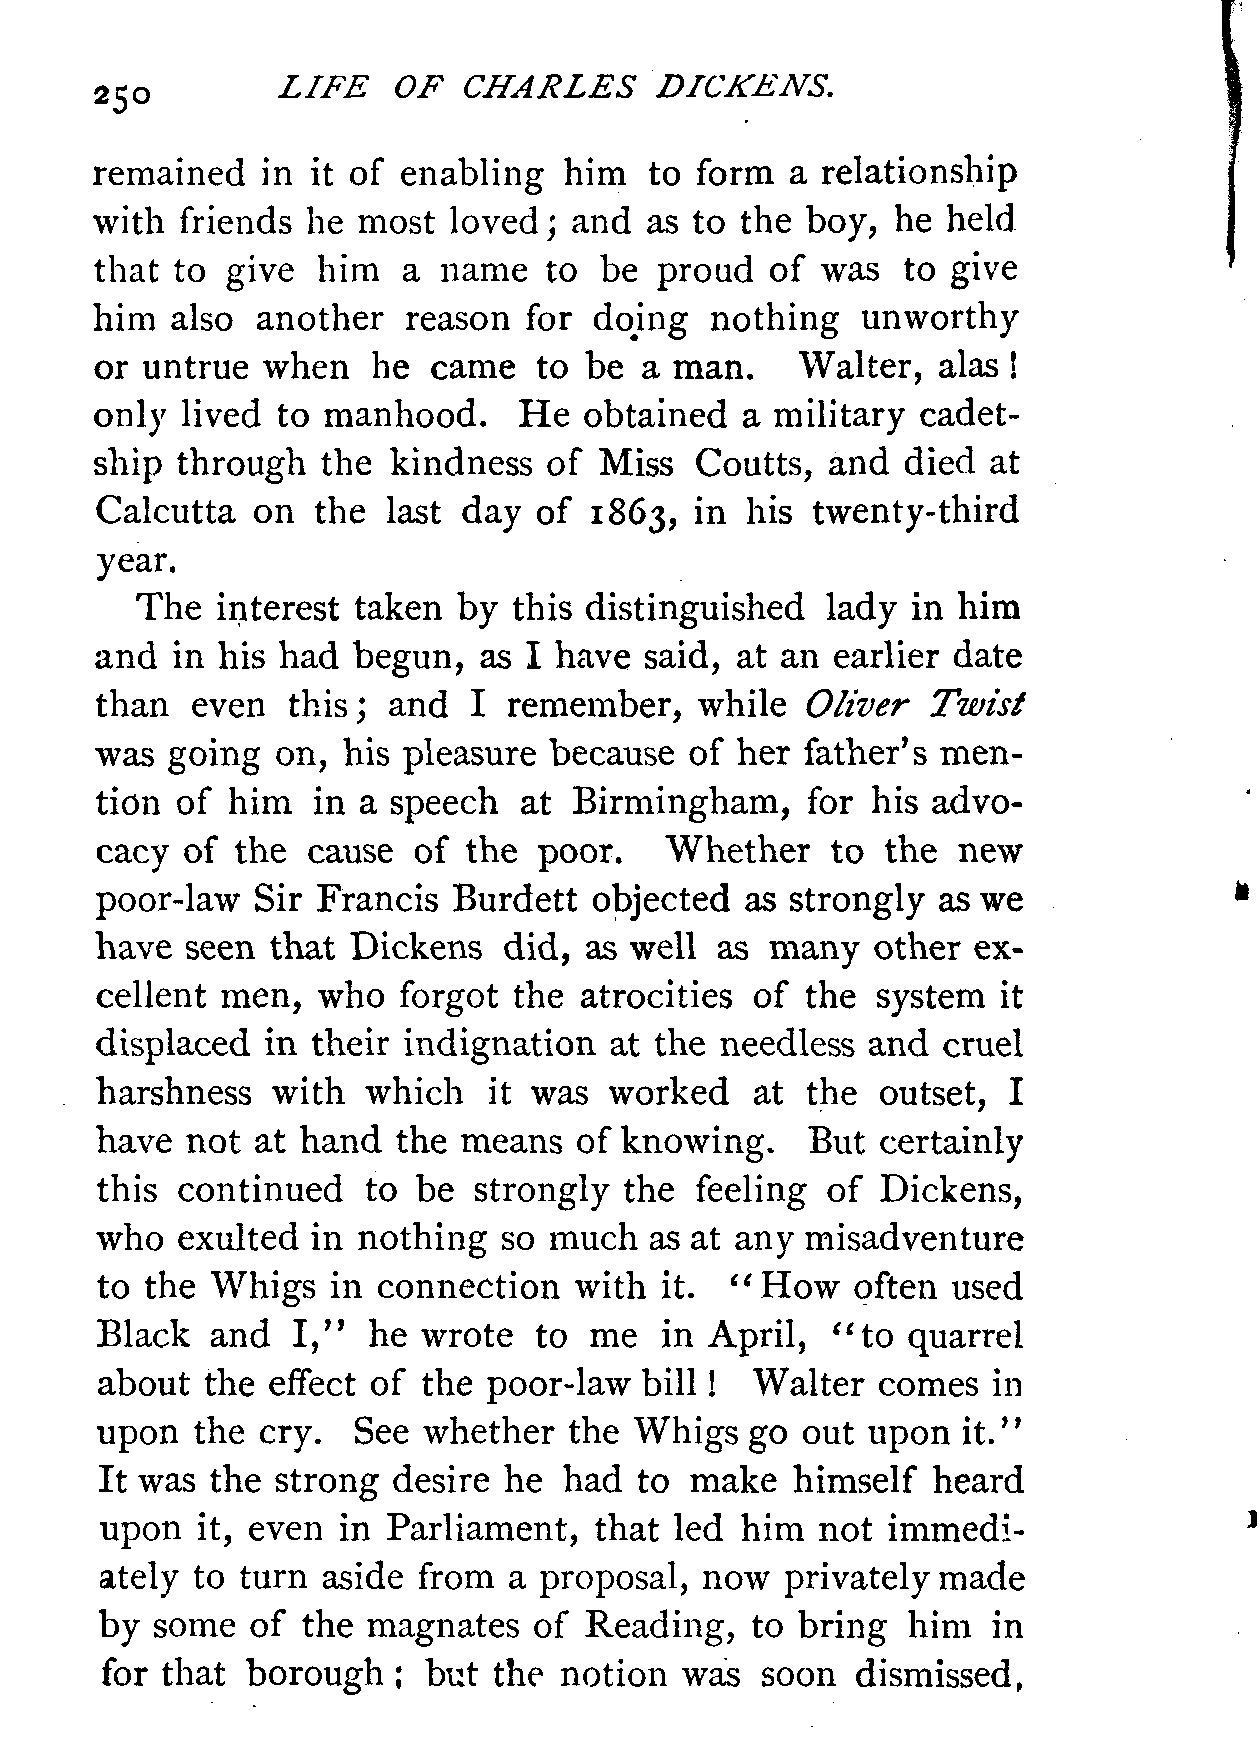 250 LIFE OF CHARLES DICKENS.
remained in it of enabling him to form a relationship
with friends he most loved; and as to the boy, he held
that to give him a name to be proud of was to give
him also another reason for doing nothing unworthy
or untrue when he came to be a man. Walter, alas!
only lived to manhood. He obtained a military cadet-
ship through the kindness of Miss Coutts, and died at
Calcutta on the last day of 1863, in his twenty-third
year.
The interest taken by this distinguished lady in him
and in his had begun, as I have said, at an earlier date
than even this; and I remember, while Oliver Twist
was going on, his pleasure because of her father's men-
tion of him in a speech at Birmingham, for his advo-
cacy of the cause of the poor. Whether to the new
poor-law Sir Francis Burdett objected as strongly as we
have seen that Dickens did, as well as many other ex-
cellent men, who forgot the atrocities of the system it
displaced in their indignation at the needless and cruel
harshness with which it was worked at the outset, I
have not at hand the means of knowing. But certainly
this continued to be strongly the feeling of Dickens,
who exulted in nothing so much as at any misadventure
to the Whigs in connection with it. "How often used
Black and I," he wrote to me in April, "to quarrel
about the effect of the poor-law bill! Walter comes in
upon the cry. See whether the Whigs go out upon it."
It was the strong desire he had to make himself heard
upon it, even in Parliament, that led him not immedi-
ately to turn aside from a proposal, now privately made
by some of the magnates of Reading, to bring him in
for that borough; but the notion was soon dismissed,